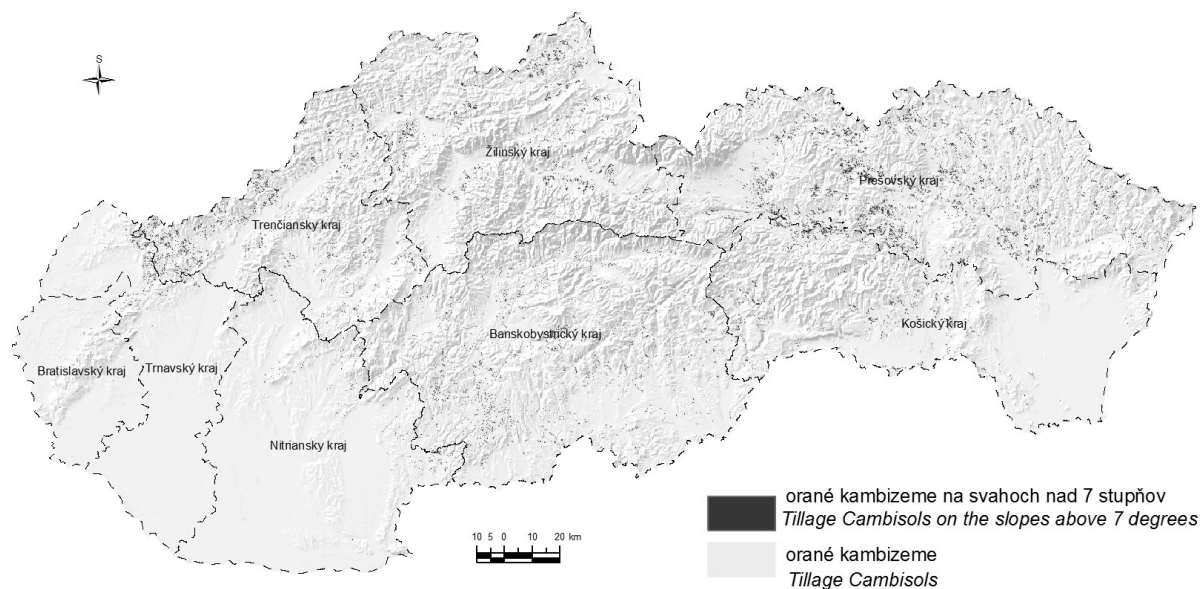 S
Žilinský kraj
Prešovský kraj
Trenčiansky kraj
Košický kraj
Banskobystrický kraj
Bratislavský kraj
Trnavský kraj
Nitriansky kraj
orané kambizeme na svahoch nad 7 stupňov
Tillage Cambisols on the slopes above 7 degrees
10 5 0 10 20 km
orané kambizeme
Tillage Cambisols